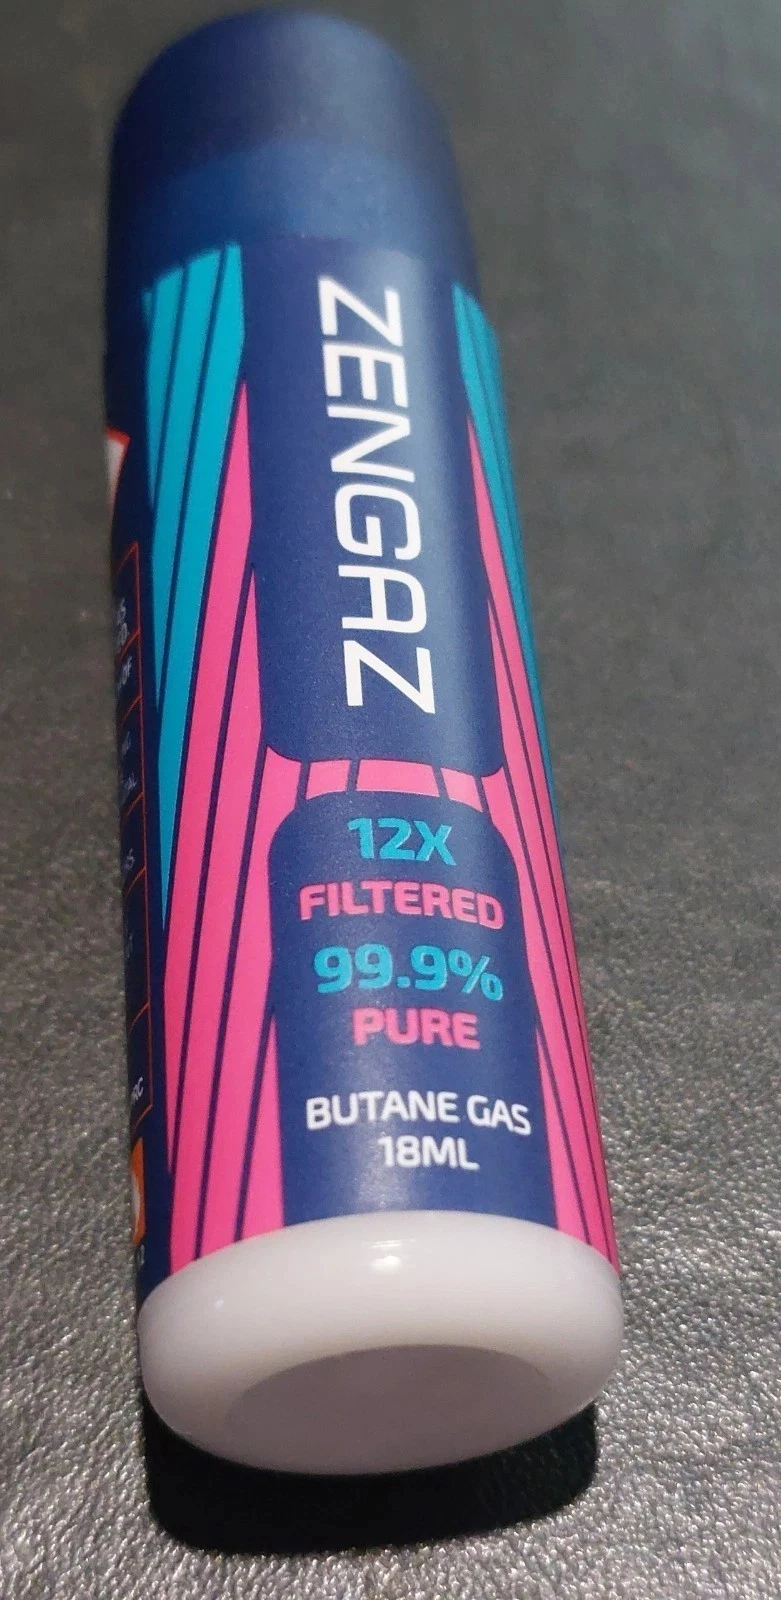 ZENGAZ
12X
FILTERED
99.9%
PURE
BUTANE GAS
18ML